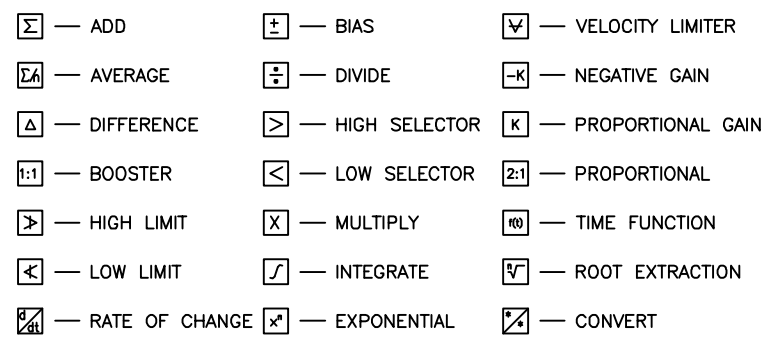 Σ — ADD ± — BIAS ⩝ — VELOCITY LIMITER
Σ/n — AVERAGE ÷ — DIVIDE -K — NEGATIVE GAIN
Δ — DIFFERENCE > — HIGH SELECTOR K — PROPORTIONAL GAIN
1:1 — BOOSTER < — LOW SELECTOR 2:1 — PROPORTIONAL
⪈ — HIGH LIMIT X — MULTIPLY f(t) — TIME FUNCTION
⪇ — LOW LIMIT ∫ — INTEGRATE ⁿ√ — ROOT EXTRACTION
d/dt — RATE OF CHANGE xⁿ — EXPONENTIAL */* — CONVERT